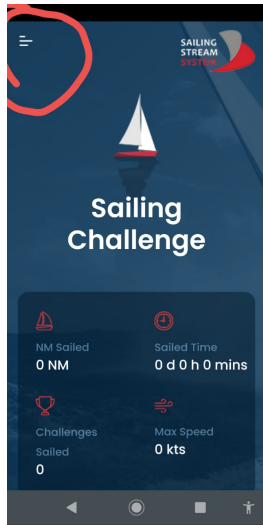 SAILING
STREAM
SYSTEM
Sailing
Challenge
NM Sailed
0 NM
Sailed Time
0 d 0 h 0 mins
Challenges
Sailed
0
Max Speed
0 kts